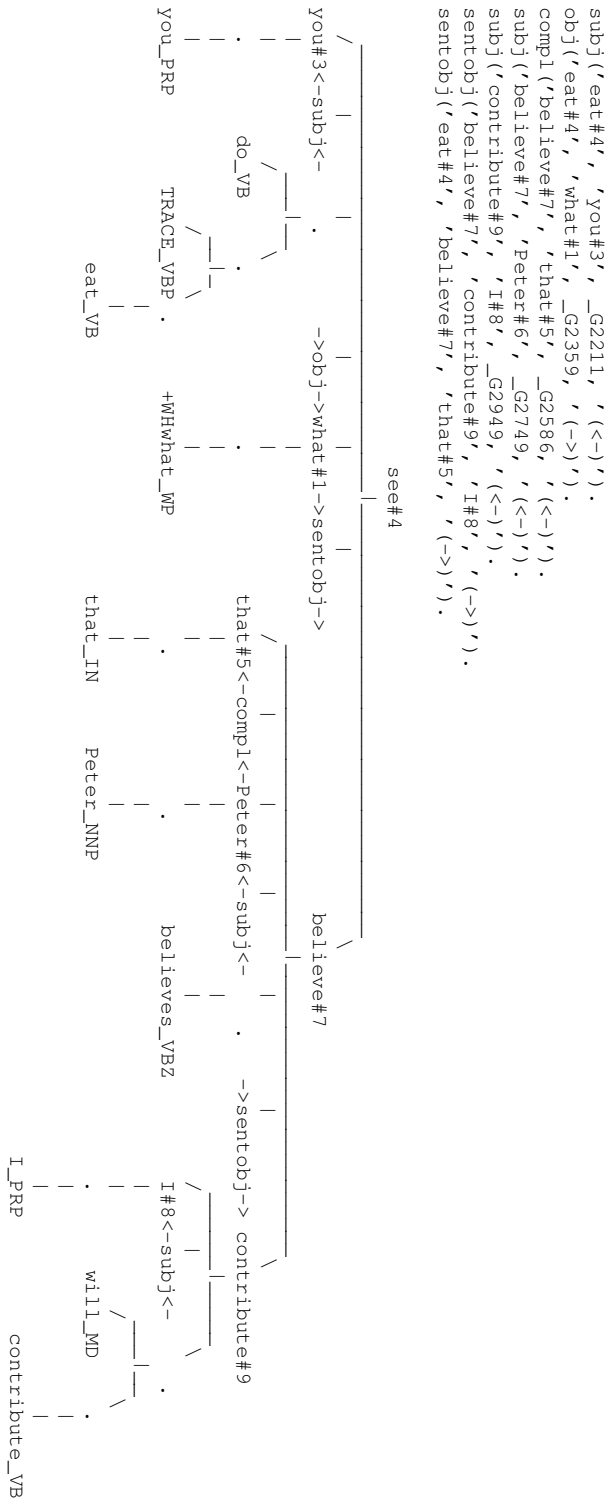 subj('eat#4', 'you#3', _G2211, '(<-)').
obj('eat#4', 'what#1', _G2359, '(->)').
compl('believe#7', 'that#5', _G2586, '(<-)').
subj('believe#7', 'Peter#6', _G2749, '(<-)').
subj('contribute#9', 'I#8', _G2949, '(<-)').
sentobj('believe#7', 'contribute#9', 'I#8', '(->)').
sentobj('eat#4', 'believe#7', 'that#5', '(->)').
see#4
you#3<-subj<- . ->obj->what#1->sentobj-> believe#7
. do_VB . . that#5<-compl<-Peter#6<-subj<- . ->sentobj-> contribute#9
you_PRP TRACE_VBP . +WHwhat_WP . . believes_VBZ I#8<-subj<- .
eat_VB that_IN Peter_NNP . will_MD .
I_PRP contribute_VB